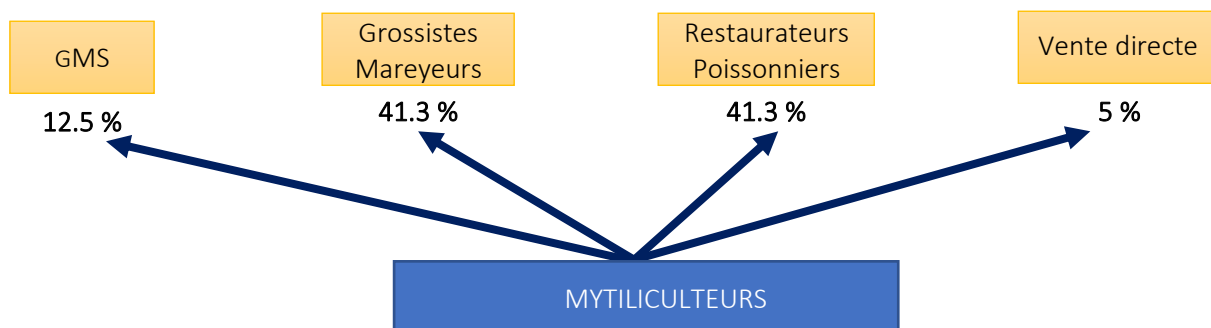 GMS
12.5 %
Grossistes
Mareyeurs
41.3 %
Restaurateurs
Poissonniers
41.3 %
Vente directe
5 %
MYTILICULTEURS